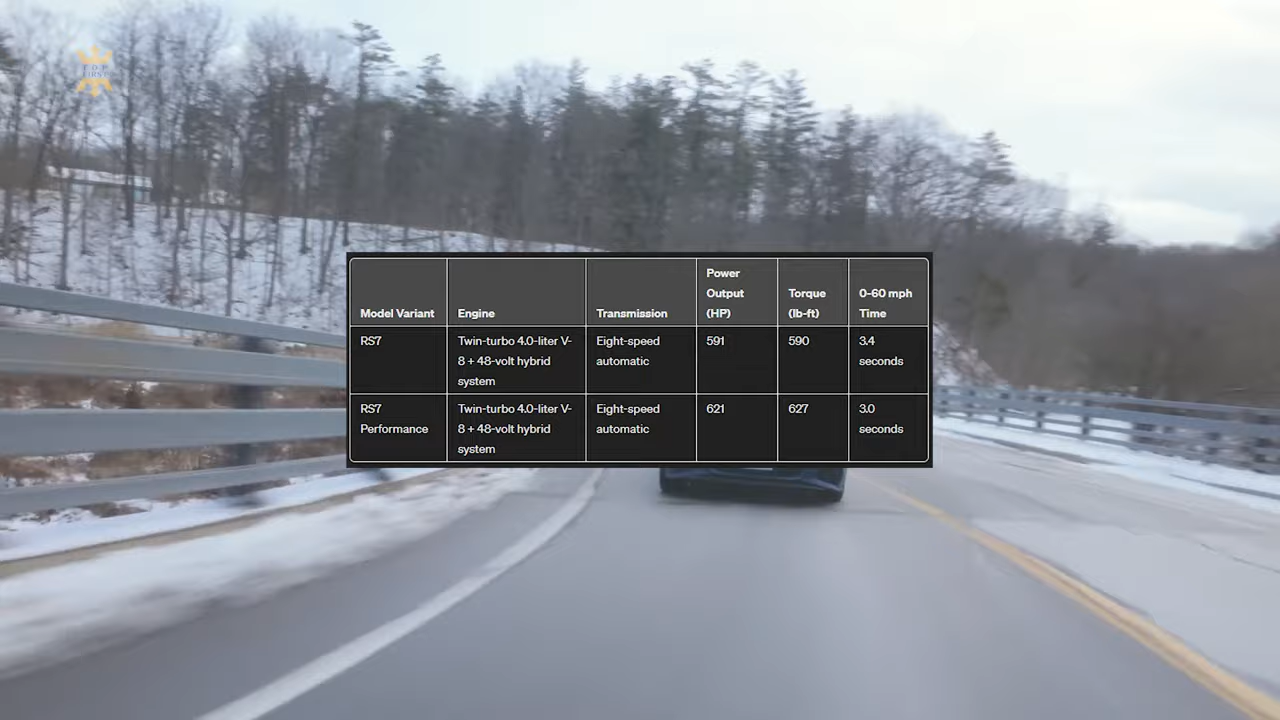 TOP
Model Variant
Engine
Transmission
Power
Output
(HP)
Torque
(lb-ft)
0-60 mph
Time
RS7
Twin-turbo 4.0-liter V-
8 + 48-volt hybrid
system
Eight-speed
automatic
591
590
3.4
seconds
RS7
Performance
Twin-turbo 4.0-liter V-
8 + 48-volt hybrid
system
Eight-speed
automatic
621
627
3.0
seconds